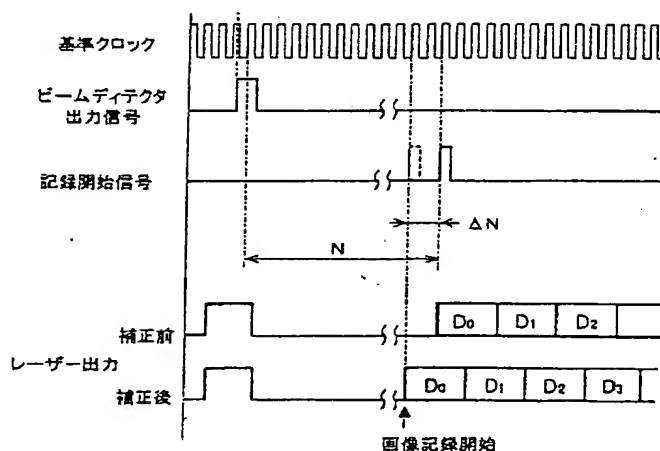 基準クロック
ビームディテクタ
出力信号
記録開始信号
ΔN
N
補正前
D0 D1 D2
レーザー出力
補正後
D0 D1 D2 D3
画像記録開始